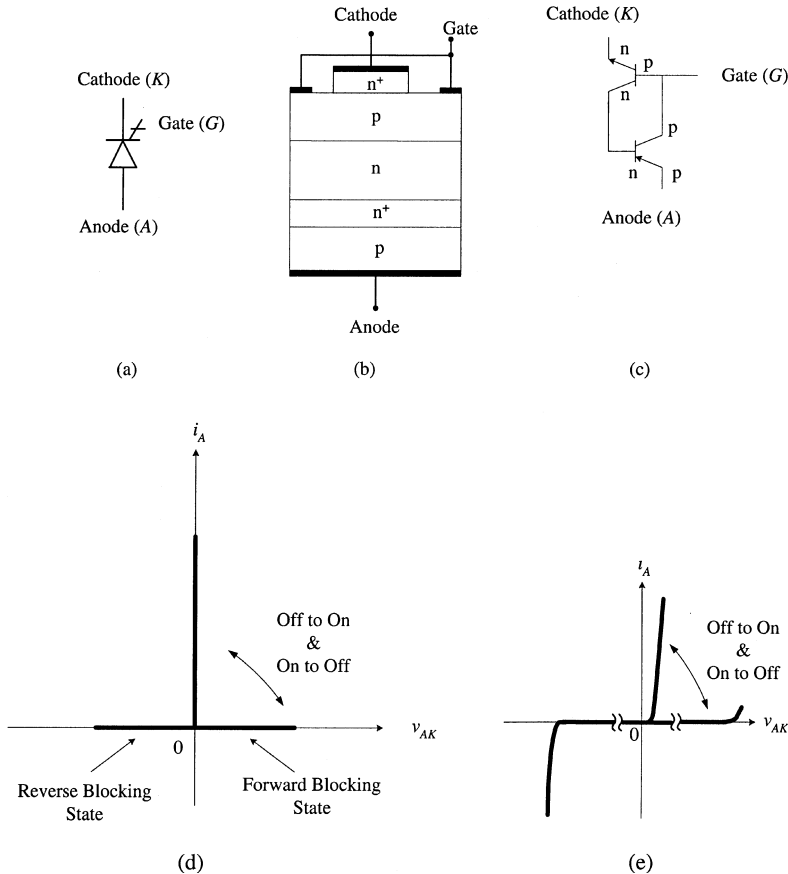 Cathode (K)
Gate (G)
Anode (A)
(a)
Cathode
Gate
n+
p
n
n+
p
Anode
(b)
Cathode (K)
n
p
n
Gate (G)
p
n
p
Anode (A)
(c)
iA
Off to On
&
On to Off
0
vAK
Reverse Blocking
State
Forward Blocking
State
(d)
iA
Off to On
&
On to Off
0
vAK
(e)